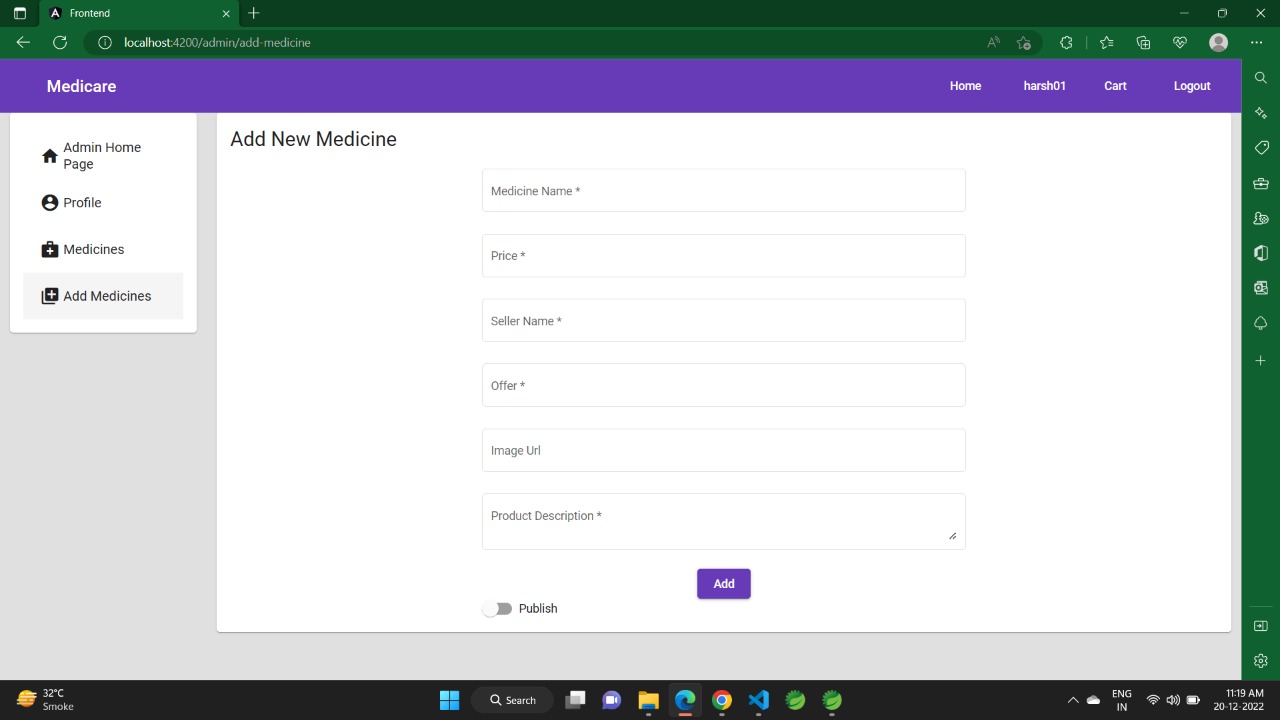 Frontend
localhost:4200/admin/add-medicine
Medicare
Home
harsh01
Cart
Logout
Admin Home
Page
Profile
Medicines
Add Medicines
Add New Medicine
Medicine Name *
Price *
Seller Name *
Offer *
Image Url
Product Description *
Add
Publish
32°C
Smoke
Search
ENG
IN
11:19 AM
20-12-2022